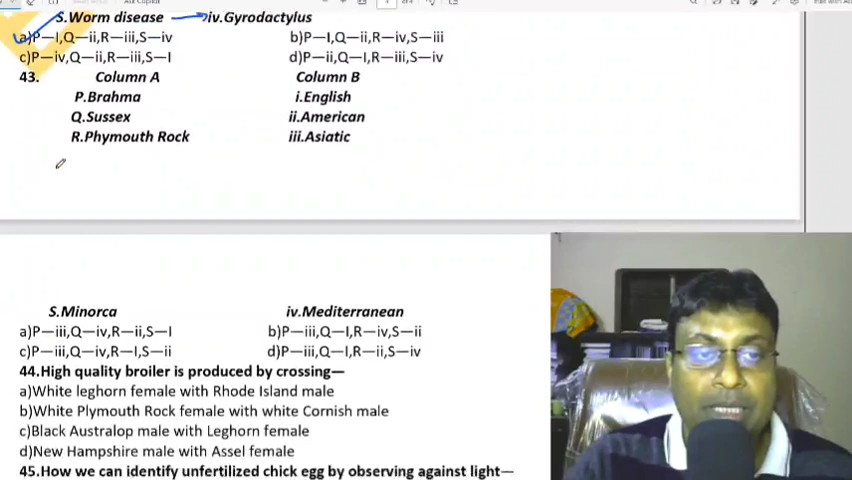 S.Worm disease iv.Gyrodactylus
a)P—I,Q—ii,R—iii,S—iv b)P—I,Q—ii,R—iv,S—iii
c)P—iv,Q—ii,R—iii,S—I d)P—ii,Q—I,R—iii,S—iv
43. Column A Column B
P.Brahma i.English
Q.Sussex ii.American
R.Phymouth Rock iii.Asiatic
S.Minorca iv.Mediterranean
a)P—iii,Q—iv,R—ii,S—I b)P—iii,Q—I,R—iv,S—ii
c)P—iii,Q—iv,R—I,S—ii d)P—iii,Q—I,R—ii,S—iv
44.High quality broiler is produced by crossing—
a)White leghorn female with Rhode Island male
b)White Plymouth Rock female with white Cornish male
c)Black Australop male with Leghorn female
d)New Hampshire male with Assel female
45.How we can identify unfertilized chick egg by observing against light—